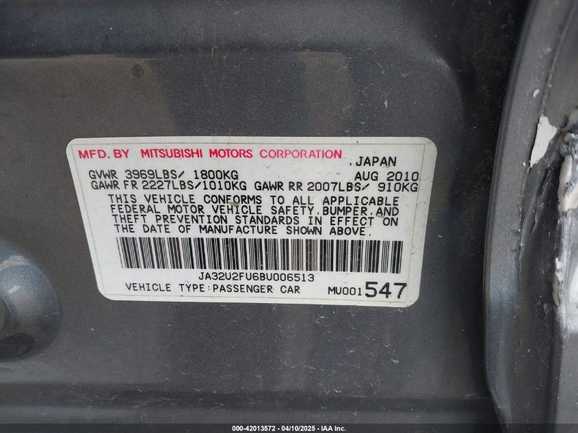 MFD. BY MITSUBISHI MOTORS CORPORATION, JAPAN
GVWR 3969LBS/ 1800KG AUG 2010
GAWR FR 2227LBS/1010KG GAWR RR 2007LBS/ 910KG
THIS VEHICLE CONFORMS TO ALL APPLICABLE
FEDERAL MOTOR VEHICLE SAFETY, BUMPER, AND
THEFT PREVENTION STANDARDS IN EFFECT ON
THE DATE OF MANUFACTURE SHOWN ABOVE.
JA32U2FU6BU006513
VEHICLE TYPE: PASSENGER CAR MU001547
000-42013572 - 04/10/2025 - IAA Inc.